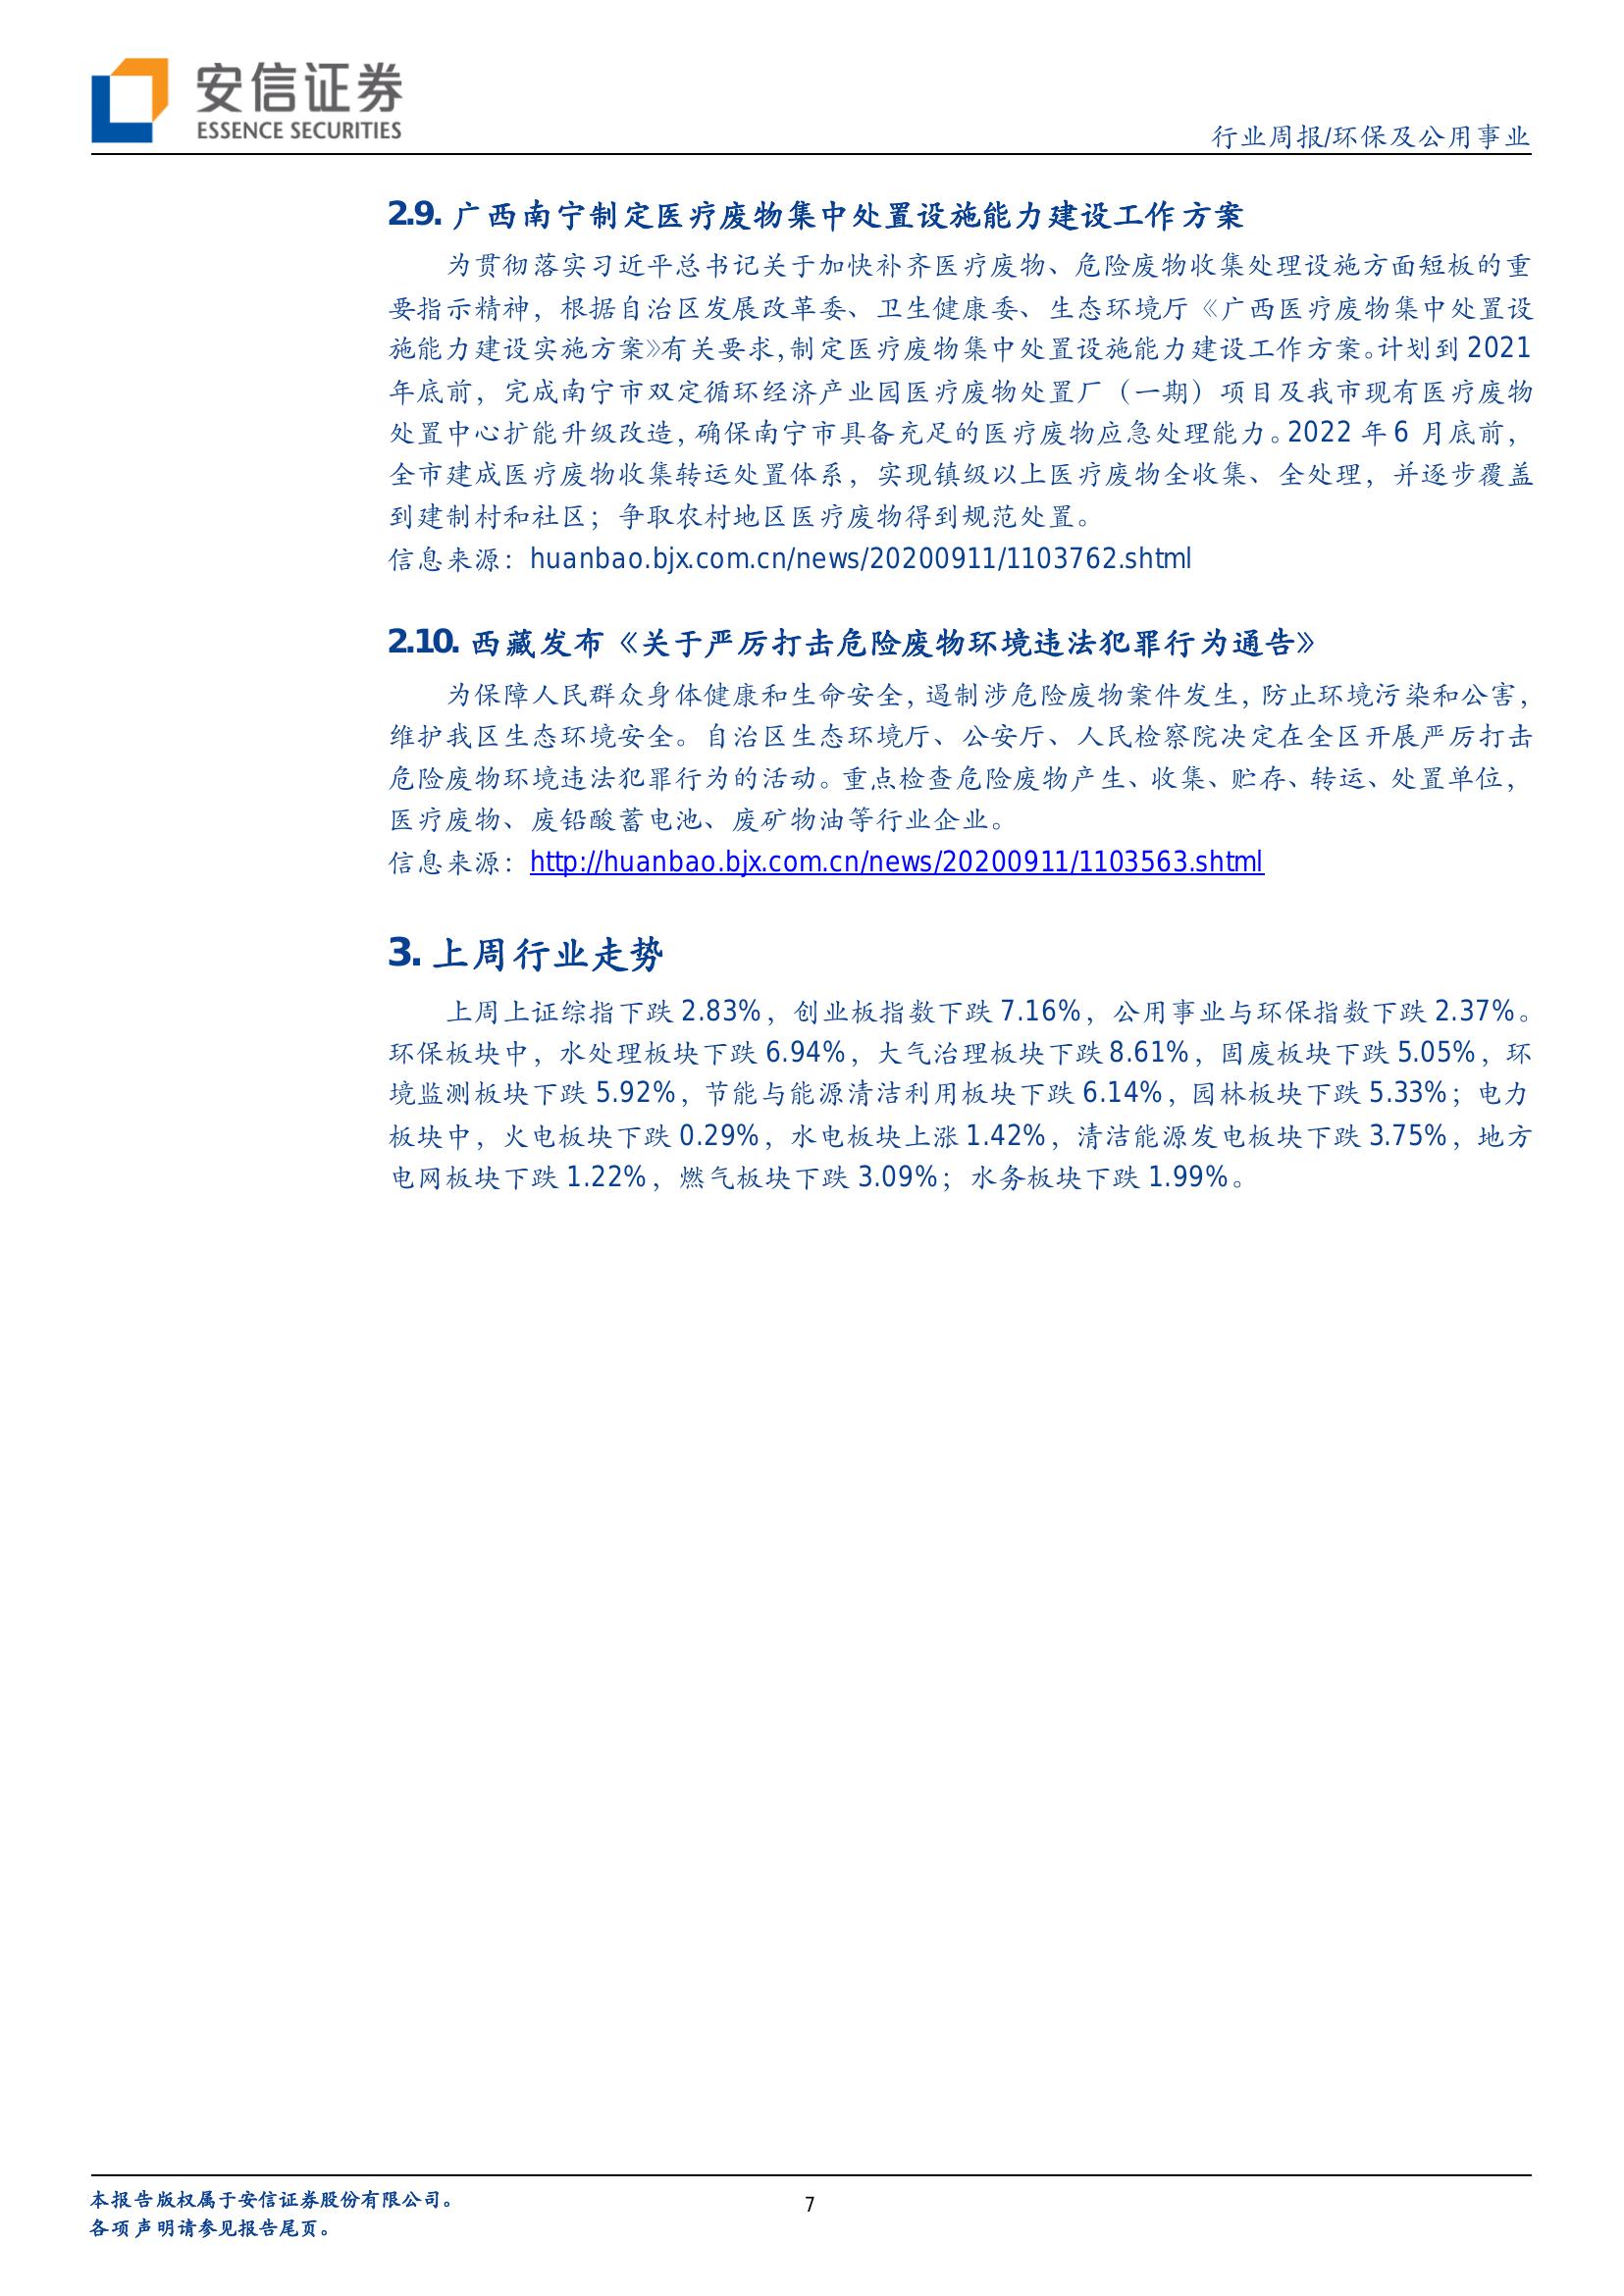 安信证券
ESSENCE SECURITIES
行业周报/环保及公用事业
2.9. 广西南宁制定医疗废物集中处置设施能力建设工作方案
为贯彻落实习近平总书记关于加快补齐医疗废物、危险废物收集处理设施方面短板的重
要指示精神，根据自治区发展改革委、卫生健康委、生态环境厅《广西医疗废物集中处置设
施能力建设实施方案》有关要求，制定医疗废物集中处置设施能力建设工作方案。计划到 2021
年底前，完成南宁市双定循环经济产业园医疗废物处置厂（一期）项目及我市现有医疗废物
处置中心扩能升级改造，确保南宁市具备充足的医疗废物应急处理能力。2022 年 6 月底前，
全市建成医疗废物收集转运处置体系，实现镇级以上医疗废物全收集、全处理，并逐步覆盖
到建制村和社区；争取农村地区医疗废物得到规范处置。
信息来源：huanbao.bjx.com.cn/news/20200911/1103762.shtml
2.10. 西藏发布《关于严厉打击危险废物环境违法犯罪行为通告》
为保障人民群众身体健康和生命安全，遏制涉危险废物案件发生，防止环境污染和公害，
维护我区生态环境安全。自治区生态环境厅、公安厅、人民检察院决定在全区开展严厉打击
危险废物环境违法犯罪行为的活动。重点检查危险废物产生、收集、贮存、转运、处置单位，
医疗废物、废铅酸蓄电池、废矿物油等行业企业。
信息来源：http://huanbao.bjx.com.cn/news/20200911/1103563.shtml
3. 上周行业走势
上周上证综指下跌 2.83%，创业板指数下跌 7.16%，公用事业与环保指数下跌 2.37%。
环保板块中，水处理板块下跌 6.94%，大气治理板块下跌 8.61%，固废板块下跌 5.05%，环
境监测板块下跌 5.92%，节能与能源清洁利用板块下跌 6.14%，园林板块下跌 5.33%；电力
板块中，火电板块下跌 0.29%，水电板块上涨 1.42%，清洁能源发电板块下跌 3.75%，地方
电网板块下跌 1.22%，燃气板块下跌 3.09%；水务板块下跌 1.99%。
本报告版权属于安信证券股份有限公司。
各项声明请参见报告尾页。
7